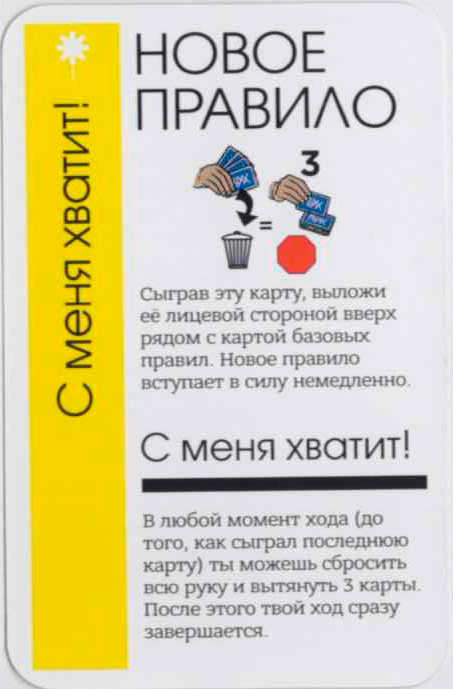 С меня хватит!
НОВОЕ
ПРАВИЛО
3
=
Сыграв эту карту, выложи
её лицевой стороной вверх
рядом с картой базовых
правил. Новое правило
вступает в силу немедленно.
С меня хватит!
В любой момент хода (до
того, как сыграл последнюю
карту) ты можешь сбросить
всю руку и вытянуть 3 карты.
После этого твой ход сразу
завершается.